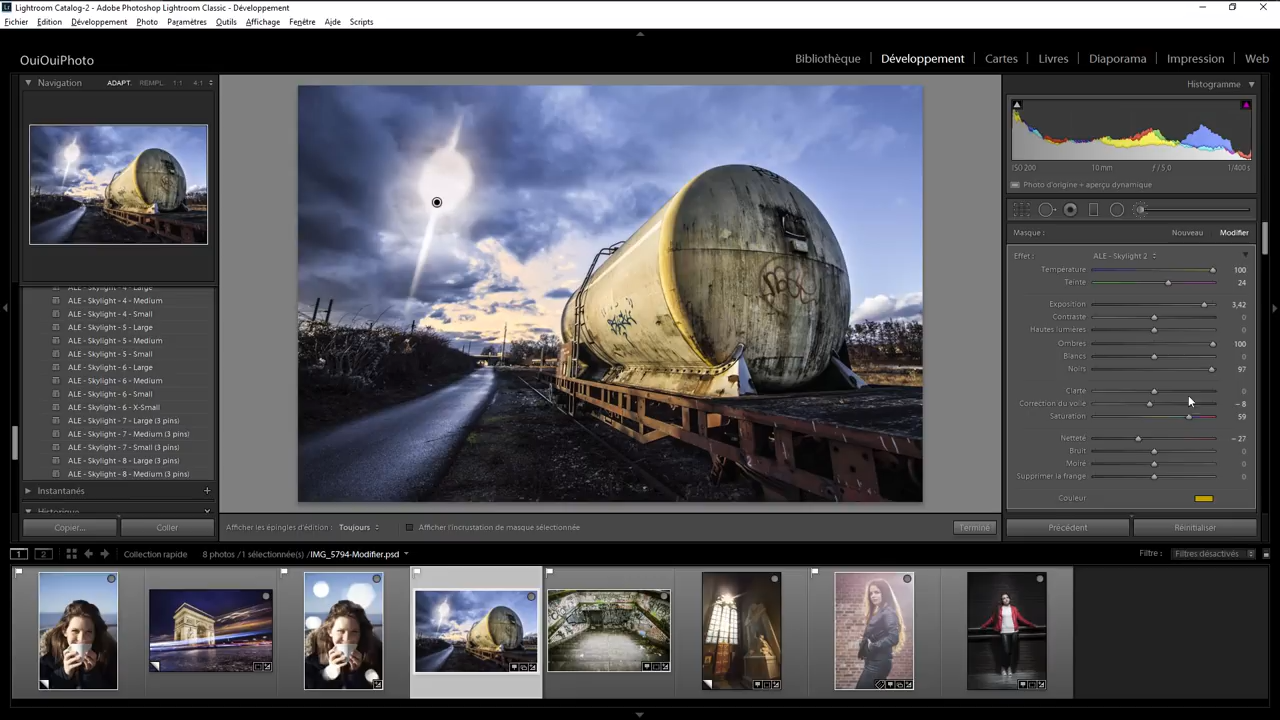 Lightroom Catalog-2 - Adobe Photoshop Lightroom Classic - Développement
Fichier Edition Développement Photo Paramètres Outils Affichage Fenêtre Aide Scripts
OuiOuiPhoto
Bibliothèque Développement Cartes Livres Diaporama Impression Web
Navigation ADAPT. REMPL. 1:1 4:1
Histogramme
ISO 200 10 mm ƒ / 5,0 1/400 s
Photo d'origine + aperçu dynamique
Masque : Nouveau Modifier
Effet : ALE - Skylight 2
Température 100
Teinte 24
Exposition 3,42
Contraste 0
Hautes lumières 0
Ombres 100
Blancs 0
Noirs 97
Clarté 0
Correction du voile – 8
Saturation 59
Netteté – 27
Bruit 0
Moiré 0
Supprimer la frange 0
Couleur
ALE - Skylight - 4 - Large
ALE - Skylight - 4 - Medium
ALE - Skylight - 4 - Small
ALE - Skylight - 5 - Large
ALE - Skylight - 5 - Medium
ALE - Skylight - 5 - Small
ALE - Skylight - 6 - Large
ALE - Skylight - 6 - Medium
ALE - Skylight - 6 - Small
ALE - Skylight - 6 - X-Small
ALE - Skylight - 7 - Large (3 pins)
ALE - Skylight - 7 - Medium (3 pins)
ALE - Skylight - 7 - Small (3 pins)
ALE - Skylight - 8 - Large (3 pins)
ALE - Skylight - 8 - Medium (3 pins)
Instantanés +
Historique
Copier... Coller
Afficher les épingles d'édition : Toujours Afficher l'incrustation de masque sélectionnée Terminé
Précédent Réinitialiser
1 2 Collection rapide 8 photos /1 sélectionnée(s) /IMG_5794-Modifier.psd Filtre : Filtres désactivés